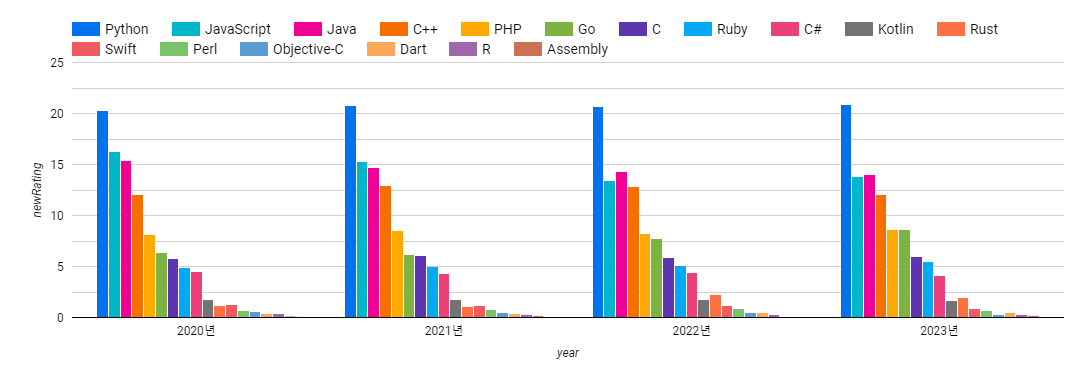 Python JavaScript Java C++ PHP Go C Ruby C# Kotlin Rust
Swift Perl Objective-C Dart R Assembly
25
20
15
10
5
0
newRating
2020년 2021년 2022년 2023년
year